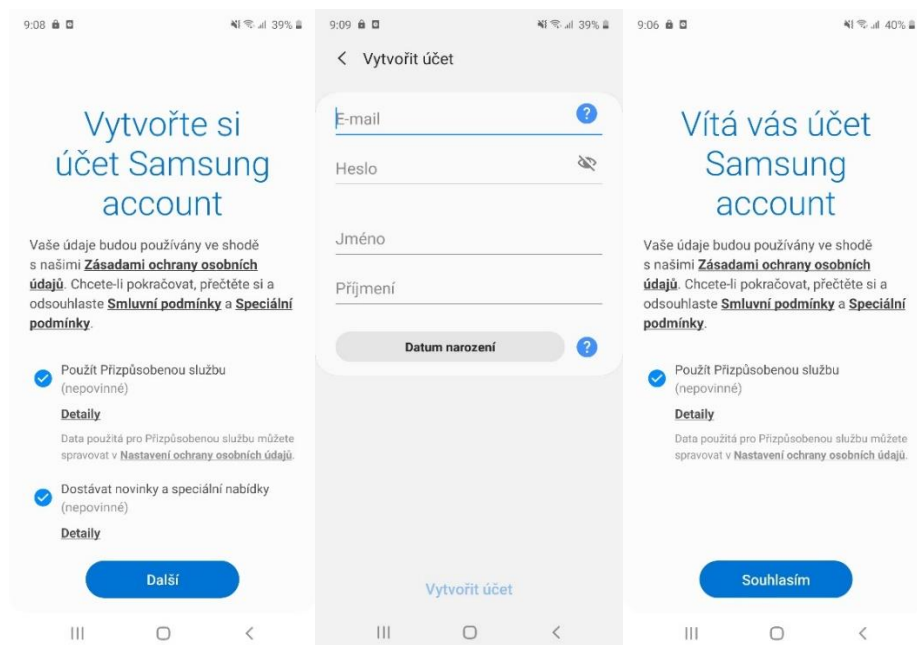 9:08
39%
Vytvořte si
účet Samsung
account
Vaše údaje budou používány ve shodě
s našimi Zásadami ochrany osobních
údajů. Chcete-li pokračovat, přečtěte si a
odsouhlaste Smluvní podmínky a Speciální
podmínky.
Použít Přizpůsobenou službu
(nepovinné)
Detaily
Data použitá pro Přizpůsobenou službu můžete
spravovat v Nastavení ochrany osobních údajů.
Dostávat novinky a speciální nabídky
(nepovinné)
Detaily
Další
9:09
39%
Vytvořit účet
E-mail
?
Heslo
Jméno
Příjmení
Datum narození
?
Vytvořit účet
9:06
40%
Vítá vás účet
Samsung
account
Vaše údaje budou používány ve shodě
s našimi Zásadami ochrany osobních
údajů. Chcete-li pokračovat, přečtěte si a
odsouhlaste Smluvní podmínky a Speciální
podmínky.
Použít Přizpůsobenou službu
(nepovinné)
Detaily
Data použitá pro Přizpůsobenou službu můžete
spravovat v Nastavení ochrany osobních údajů.
Souhlasím